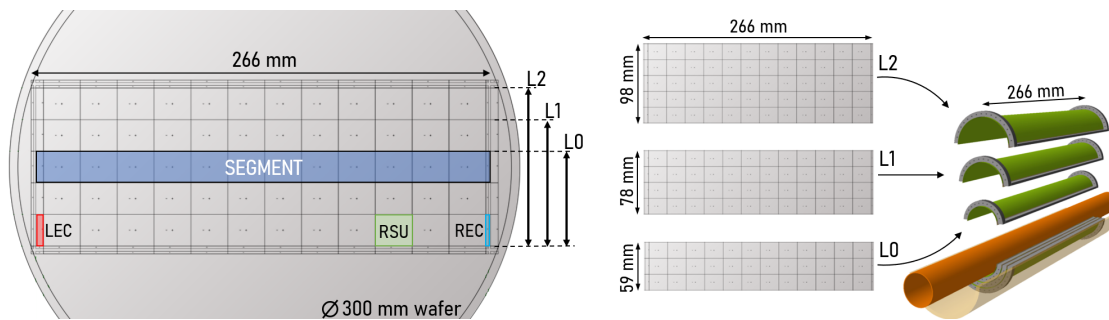 266 mm
L2
L1
L0
SEGMENT
LEC
RSU
REC
Ø 300 mm wafer
266 mm
98 mm
L2
78 mm
L1
59 mm
L0
266 mm